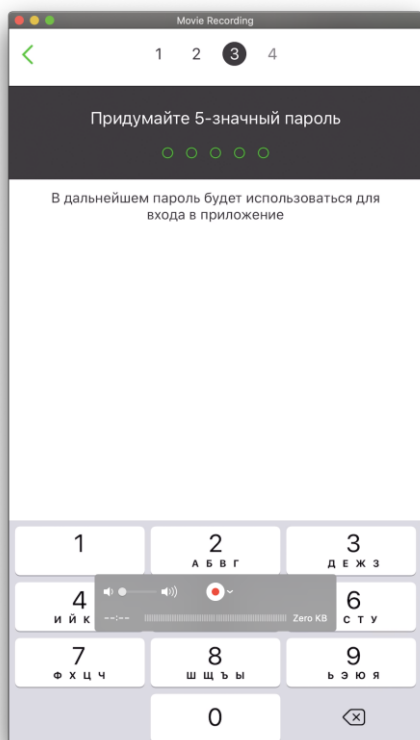 Movie Recording
1 2 3 4
Придумайте 5-значный пароль
В дальнейшем пароль будет использоваться для
входа в приложение
1 2 3
А Б В Г Д Е Ж З
4 6
И Й К С Т У
--:-- Zero KB
7 8 9
Ф Х Ц Ч Ш Щ Ъ Ы Ь Э Ю Я
0